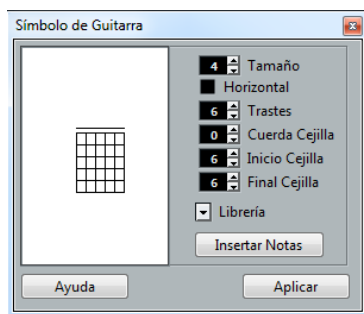 Símbolo de Guitarra
4 Tamaño
Horizontal
6 Trastes
0 Cuerda Cejilla
6 Inicio Cejilla
6 Final Cejilla
Librería
Insertar Notas
Ayuda
Aplicar